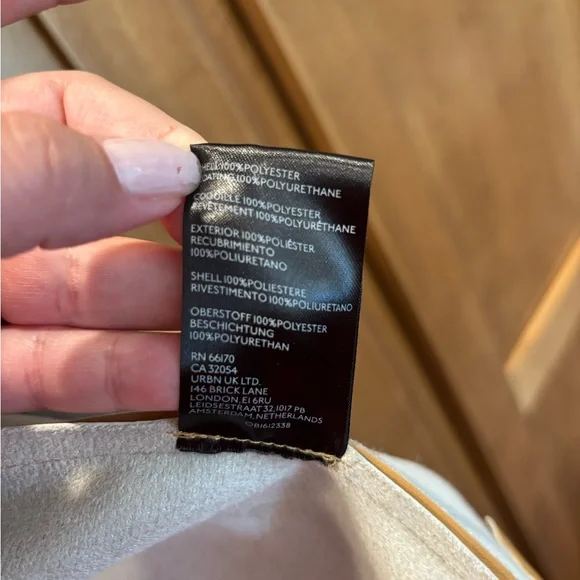 SHELL 100%POLYESTER
COATING 100%POLYURETHANE
COQUILLE 100%POLYESTER
REVÊTEMENT 100%POLYURÉTHANE
EXTERIOR 100%POLIÉSTER
RECUBRIMIENTO
100%POLIURETANO
SHELL 100%POLIESTERE
RIVESTIMENTO 100%POLIURETANO
OBERSTOFF 100%POLYESTER
BESCHICHTUNG
100%POLYURETHAN
RN 66170
CA 32054
URBN UK LTD.
146 BRICK LANE
LONDON, E1 6RU
LEIDSESTRAAT 32, 1017 PB
AMSTERDAM, NETHERLANDS
OB1612338